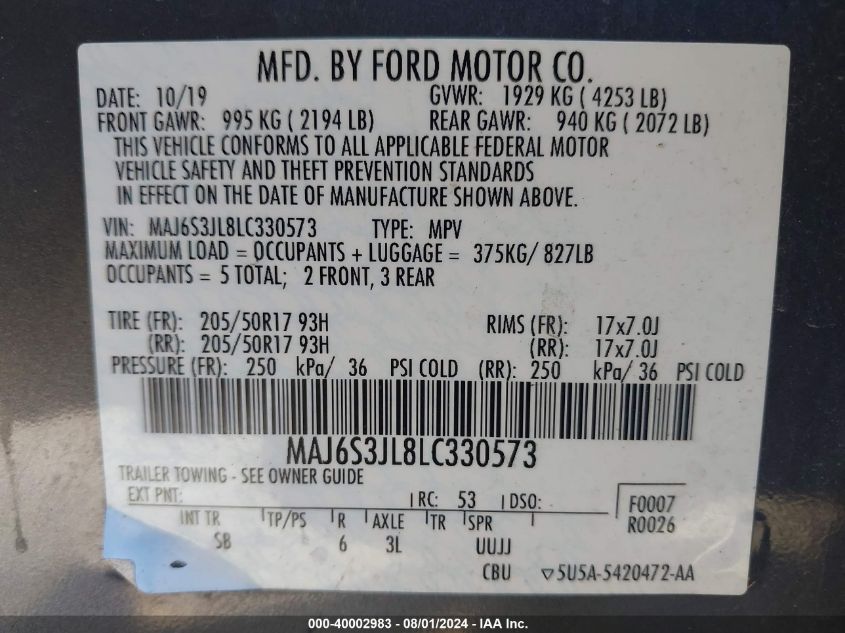 MFD. BY FORD MOTOR CO.
DATE: 10/19 GVWR: 1929 KG ( 4253 LB)
FRONT GAWR: 995 KG ( 2194 LB) REAR GAWR: 940 KG ( 2072 LB)
THIS VEHICLE CONFORMS TO ALL APPLICABLE FEDERAL MOTOR
VEHICLE SAFETY AND THEFT PREVENTION STANDARDS
IN EFFECT ON THE DATE OF MANUFACTURE SHOWN ABOVE.
VIN: MAJ6S3JL8LC330573 TYPE: MPV
MAXIMUM LOAD = OCCUPANTS + LUGGAGE = 375KG/ 827LB
OCCUPANTS = 5 TOTAL; 2 FRONT, 3 REAR
TIRE (FR): 205/50R17 93H RIMS (FR): 17x7.0J
(RR): 205/50R17 93H (RR): 17x7.0J
PRESSURE (FR): 250 kPa/ 36 PSI COLD (RR): 250 kPa/ 36 PSI COLD
MAJ6S3JL8LC330573
TRAILER TOWING - SEE OWNER GUIDE
EXT PNT: RC: 53 DSO: F0007
INT TR TP/PS R AXLE TR SPR R0026
SB 6 3L UUJJ
CBU ▽5U5A-5420472-AA
000-40002983 - 08/01/2024 - IAA Inc.